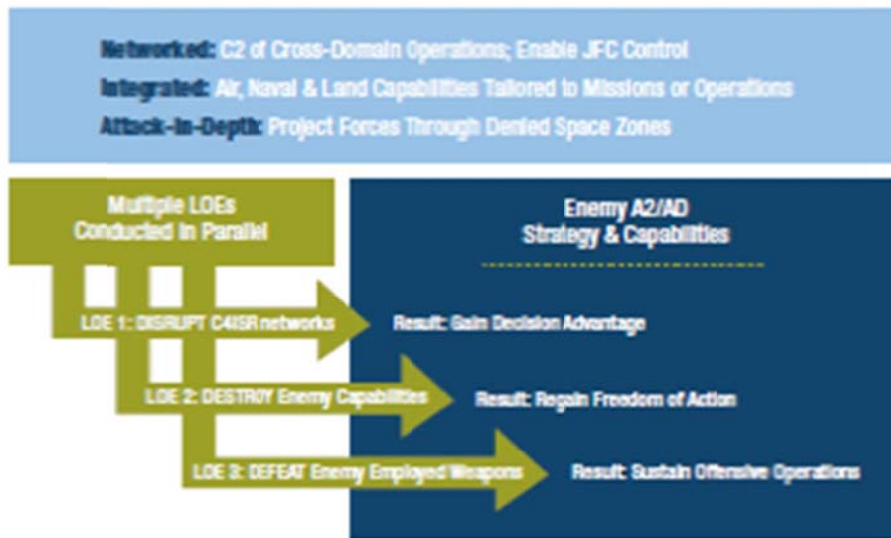 Networked: C2 of Cross-Domain Operations; Enable JFC Control
Integrated: Air, Naval & Land Capabilities Tailored to Missions or Operations
Attack-in-Depth: Project Forces Through Denied Space Zones
Multiple LOEs
Conducted in Parallel
Enemy A2/AD
Strategy & Capabilities
LOE 1: DISRUPT C4ISR networks
Result: Gain Decision Advantage
LOE 2: DESTROY Enemy Capabilities
Result: Regain Freedom of Action
LOE 3: DEFEAT Enemy Employed Weapons
Result: Sustain Offensive Operations